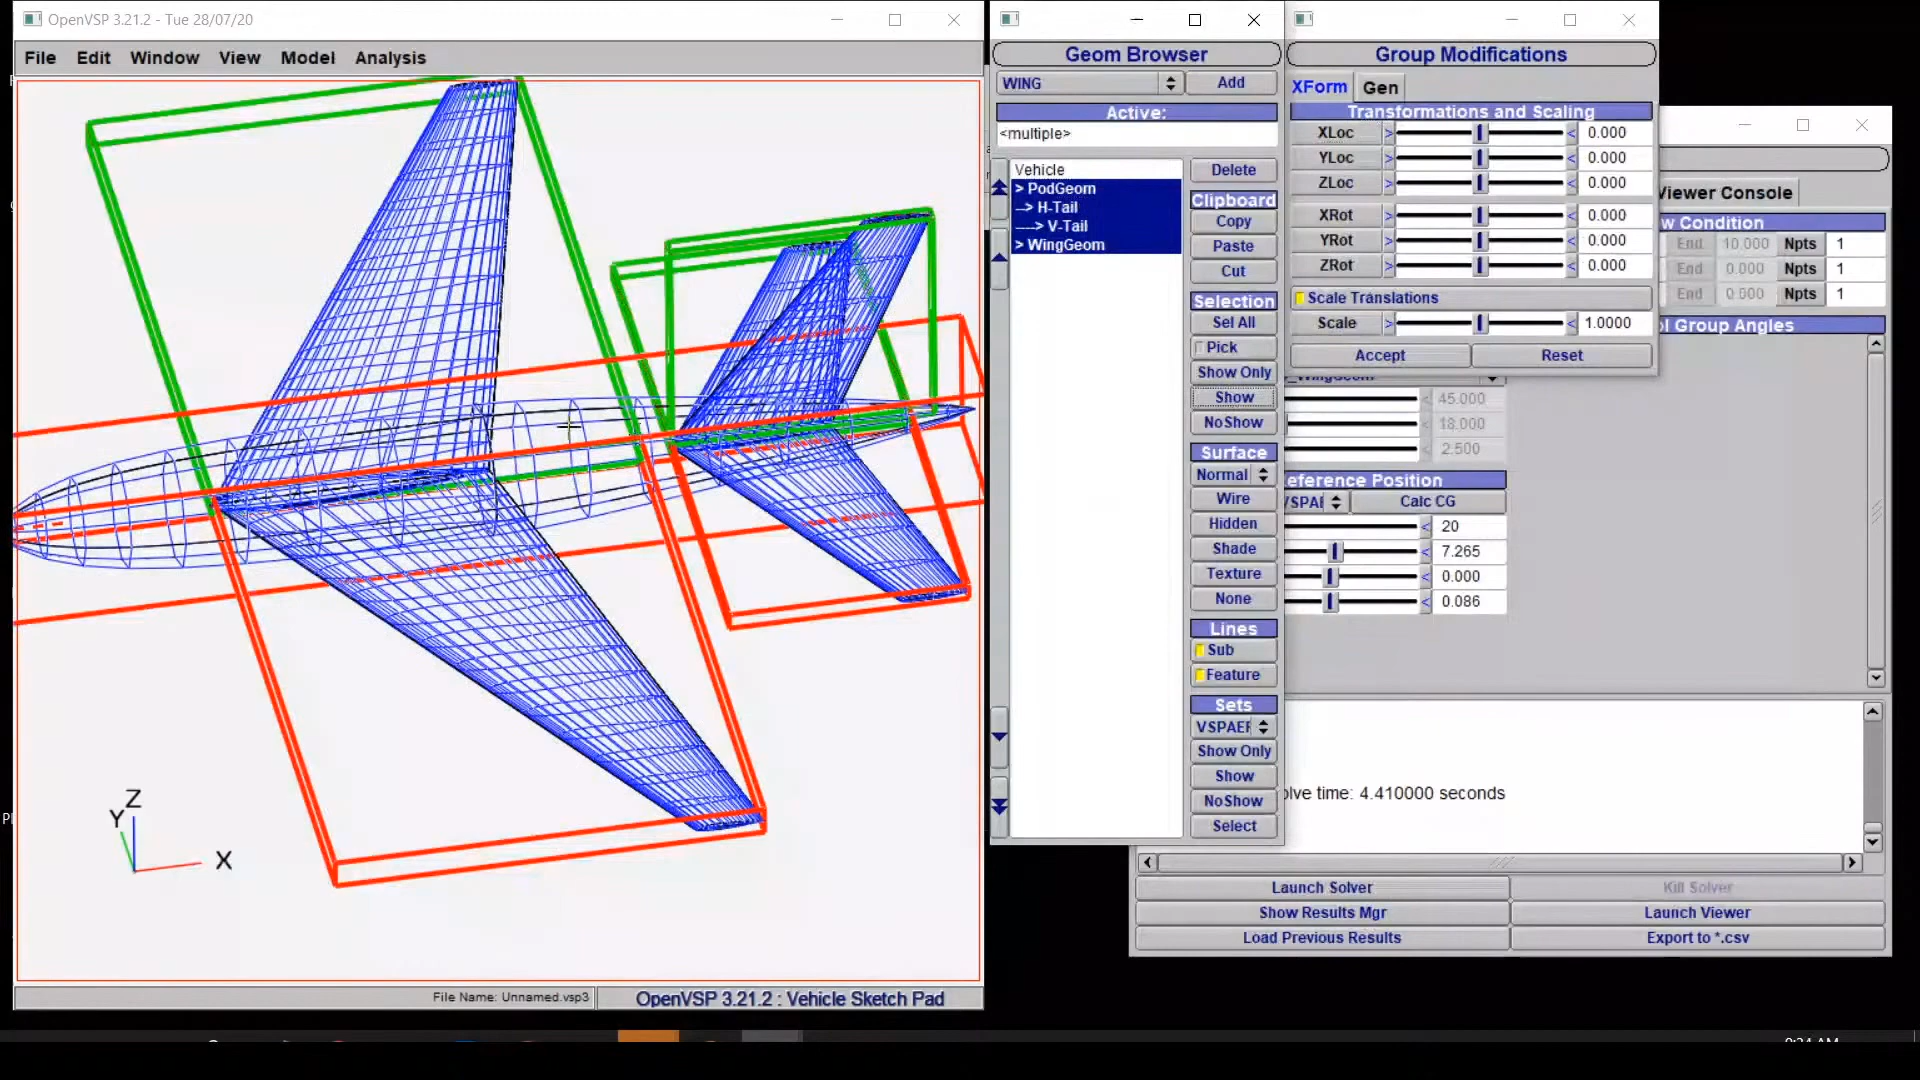 OpenVSP 3.21.2 - Tue 28/07/20
File Edit Window View Model Analysis
Z
Y
X
File Name: Unnamed.vsp3
OpenVSP 3.21.2 : Vehicle Sketch Pad
Geom Browser
WING
Add
Active:
<multiple>
Vehicle
> PodGeom
--> H-Tail
----> V-Tail
> WingGeom
Delete
Clipboard
Copy
Paste
Cut
Selection
Sel All
Pick
Show Only
Show
NoShow
Surface
Normal
Wire
Hidden
Shade
Texture
None
Lines
Sub
Feature
Sets
VSPAEF
Show Only
Show
NoShow
Select
Group Modifications
XForm Gen
Transformations and Scaling
XLoc > < 0.000
YLoc > < 0.000
ZLoc > < 0.000
XRot > < 0.000
YRot > < 0.000
ZRot > < 0.000
Scale Translations
Scale > < 1.0000
Accept Reset
Viewer Console
w Condition
End 10.000 Npts 1
End 0.000 Npts 1
End 0.000 Npts 1
ol Group Angles
< 45.000
< 18.000
< 2.500
eference Position
VSPAI Calc CG
< 20
< 7.265
< 0.000
< 0.086
olve time: 4.410000 seconds
Launch Solver Kill Solver
Show Results Mgr Launch Viewer
Load Previous Results Export to *.csv